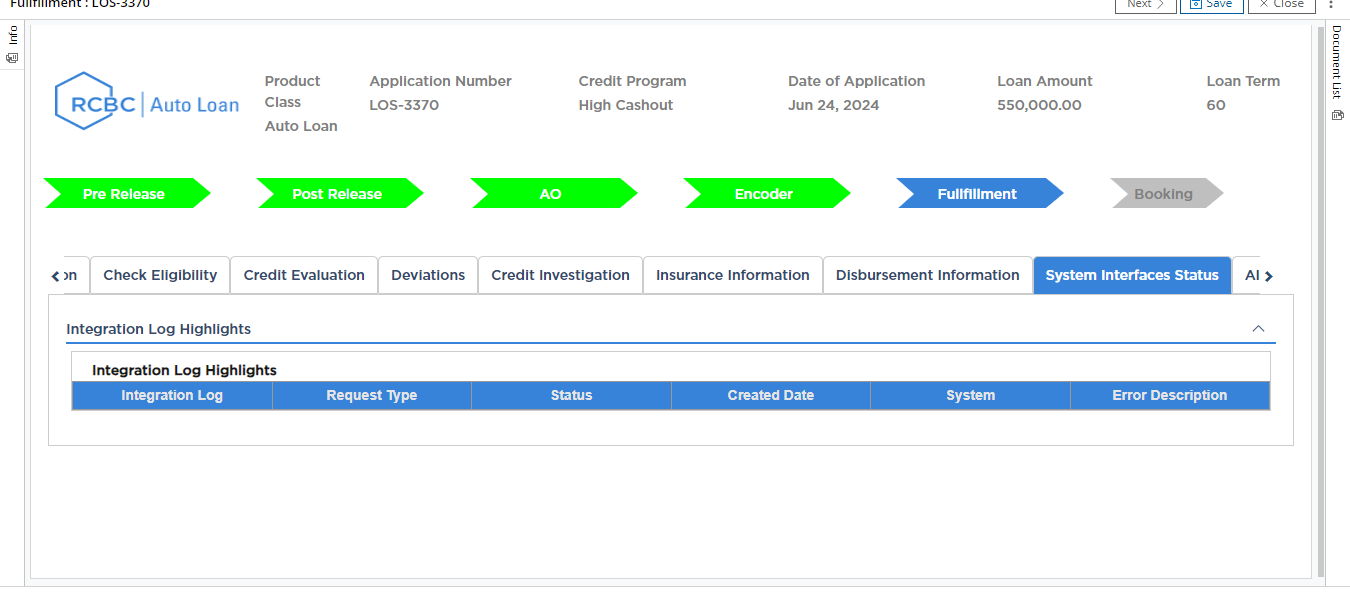 Fullfillment : LOS-3370
Next
Save
Close
Info
Document List
RCBC Auto Loan
Product Class
Auto Loan
Application Number
LOS-3370
Credit Program
High Cashout
Date of Application
Jun 24, 2024
Loan Amount
550,000.00
Loan Term
60
Pre Release
Post Release
AO
Encoder
Fullfillment
Booking
on
Check Eligibility
Credit Evaluation
Deviations
Credit Investigation
Insurance Information
Disbursement Information
System Interfaces Status
Integration Log Highlights
Integration Log Highlights
Integration Log
Request Type
Status
Created Date
System
Error Description